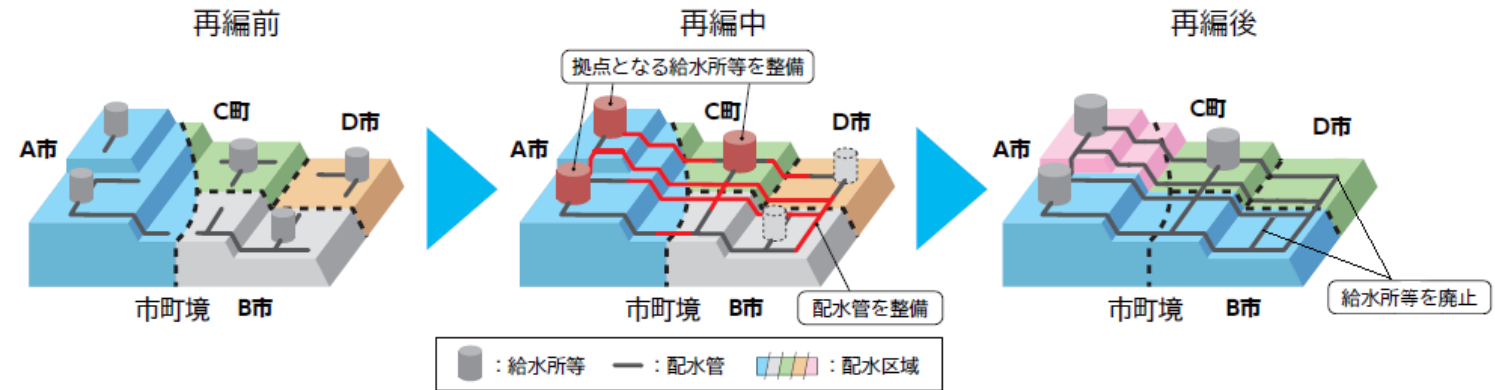 再編前
再編中
再編後
拠点となる給水所等を整備
C町
D市
A市
市町境
B市
C町
D市
A市
配水管を整備
市町境
B市
C町
D市
A市
給水所等を廃止
市町境
B市
：給水所等
：配水管
：配水区域